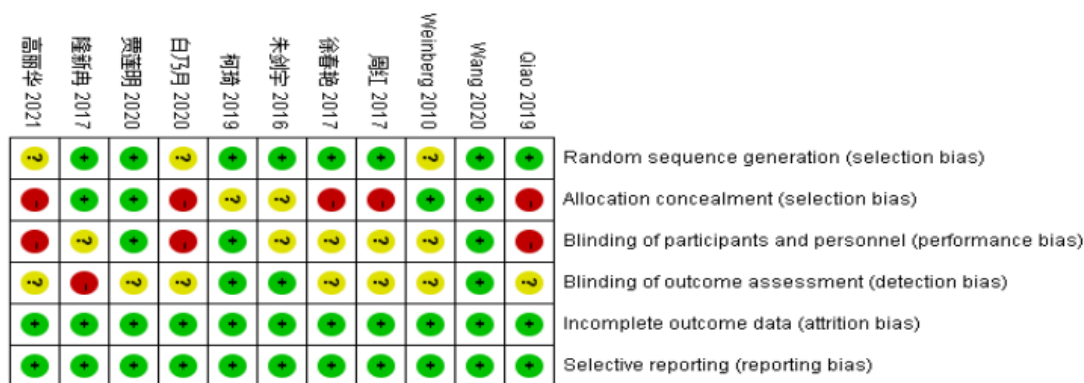 高丽华 2021
隆新冉 2017
贾莲明 2020
白乃月 2020
柯琦 2019
朱剑宇 2016
徐春艳 2017
周红 2017
Weinberg 2010
Wang 2020
Qiao 2019
? + + ? + + + + ? + + Random sequence generation (selection bias)
- + + - ? ? - - + + - Allocation concealment (selection bias)
- ? + - + ? ? ? ? + - Blinding of participants and personnel (performance bias)
? - ? ? + + ? ? ? + ? Blinding of outcome assessment (detection bias)
+ + + + + + + + + + + Incomplete outcome data (attrition bias)
+ + + + + + + + + + + Selective reporting (reporting bias)